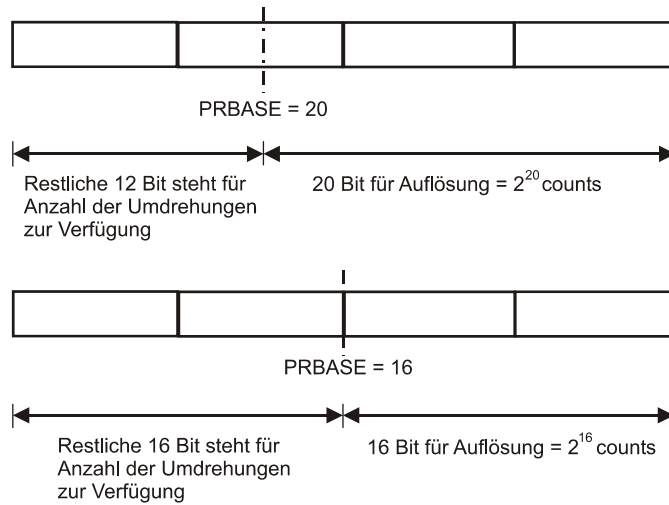 PRBASE = 20
Restliche 12 Bit steht für
Anzahl der Umdrehungen
zur Verfügung
20 Bit für Auflösung = 2^20 counts
PRBASE = 16
Restliche 16 Bit steht für
Anzahl der Umdrehungen
zur Verfügung
16 Bit für Auflösung = 2^16 counts